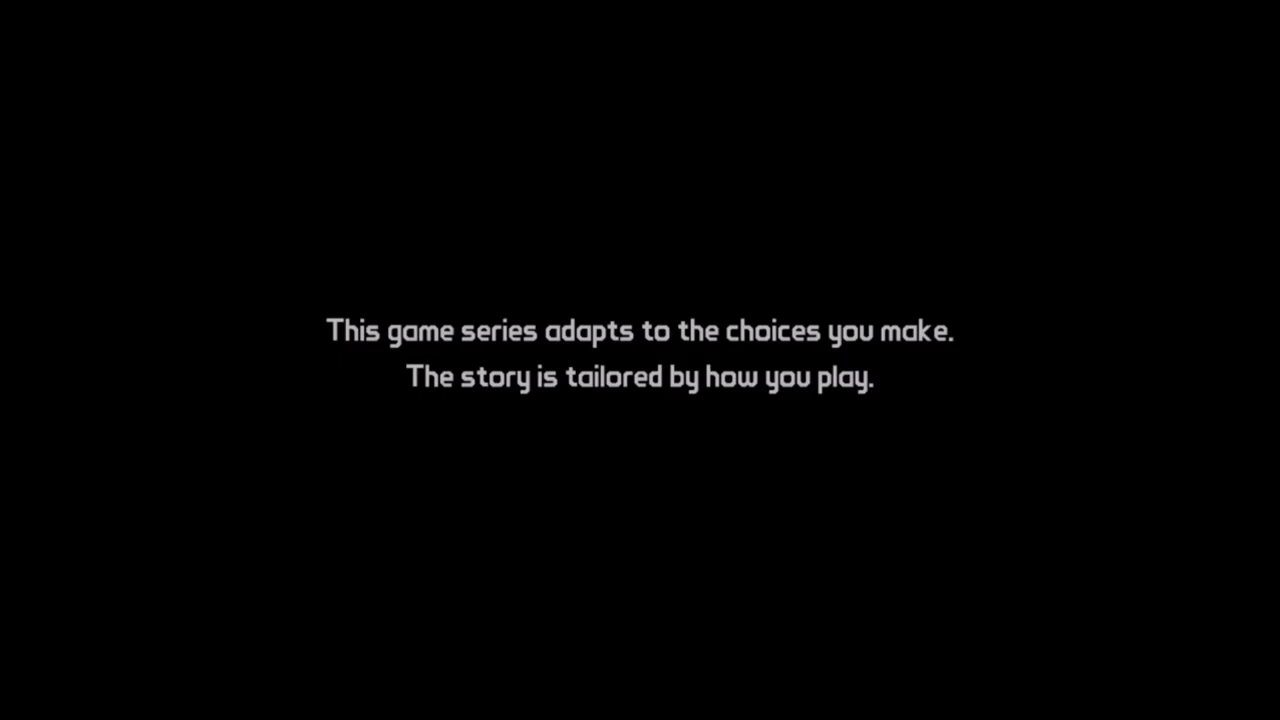 This game series adapts to the choices you make.
The story is tailored by how you play.